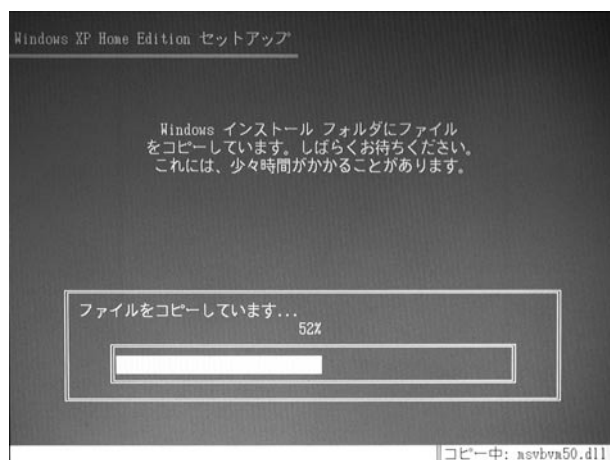 Windows XP Home Edition セットアップ
Windows インストール フォルダにファイル
をコピーしています。しばらくお待ちください。
これには、少々時間がかかることがあります。
ファイルをコピーしています...
52%
コピー中: msvbvm50.dll